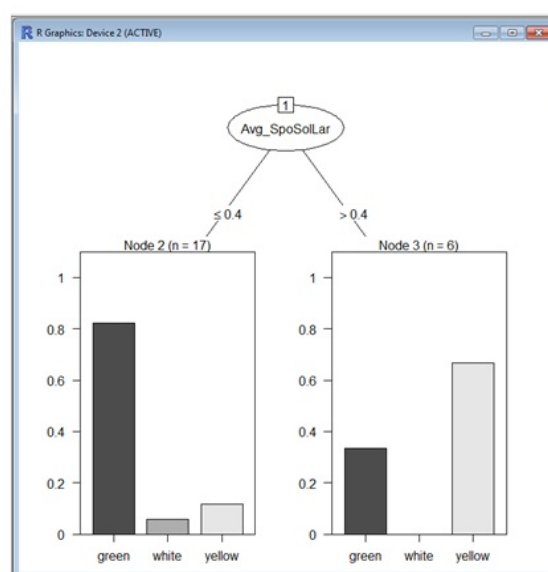 R Graphics: Device 2 (ACTIVE)
1
Avg_SpoSolLar
≤ 0.4
> 0.4
Node 2 (n = 17)
1
0.8
0.6
0.4
0.2
0
green white yellow
Node 3 (n = 6)
1
0.8
0.6
0.4
0.2
0
green white yellow